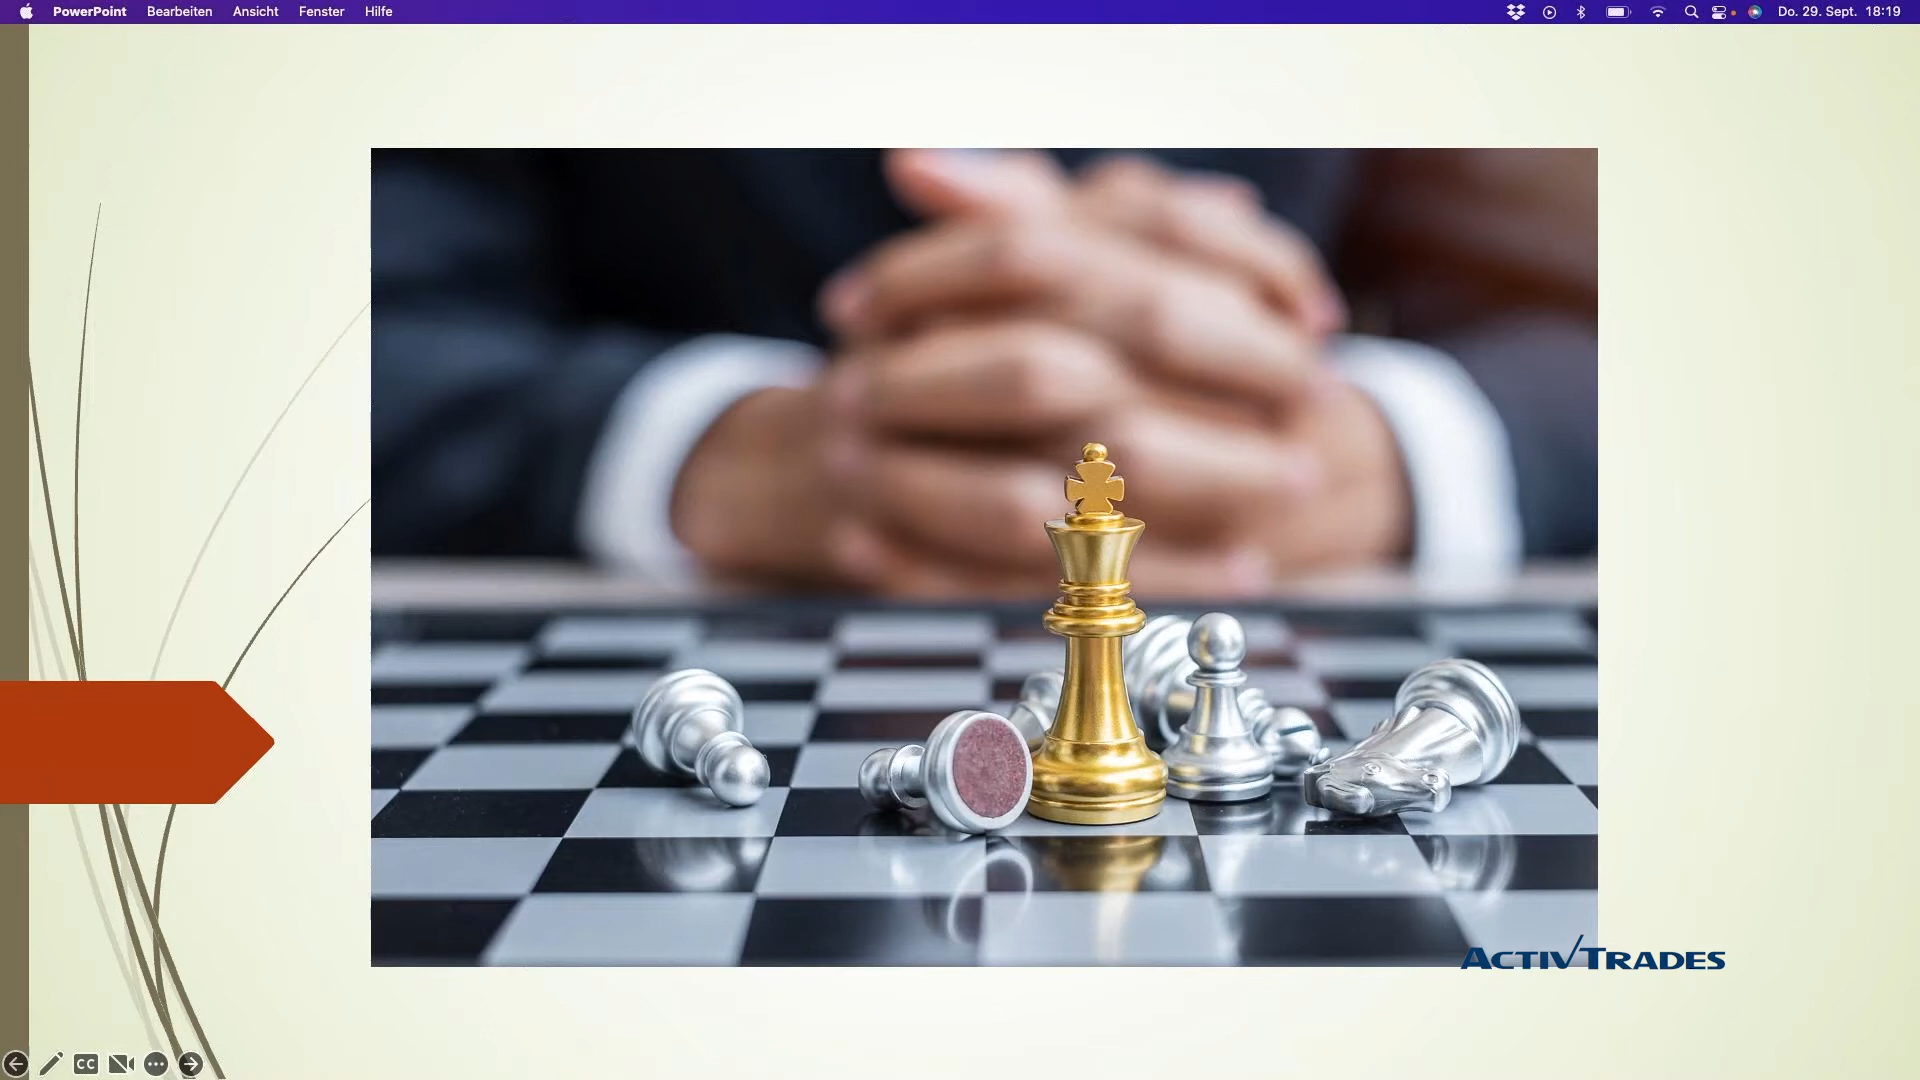 PowerPoint Bearbeiten Ansicht Fenster Hilfe Do. 29. Sept. 18:19
ACTIVTRADES
CC